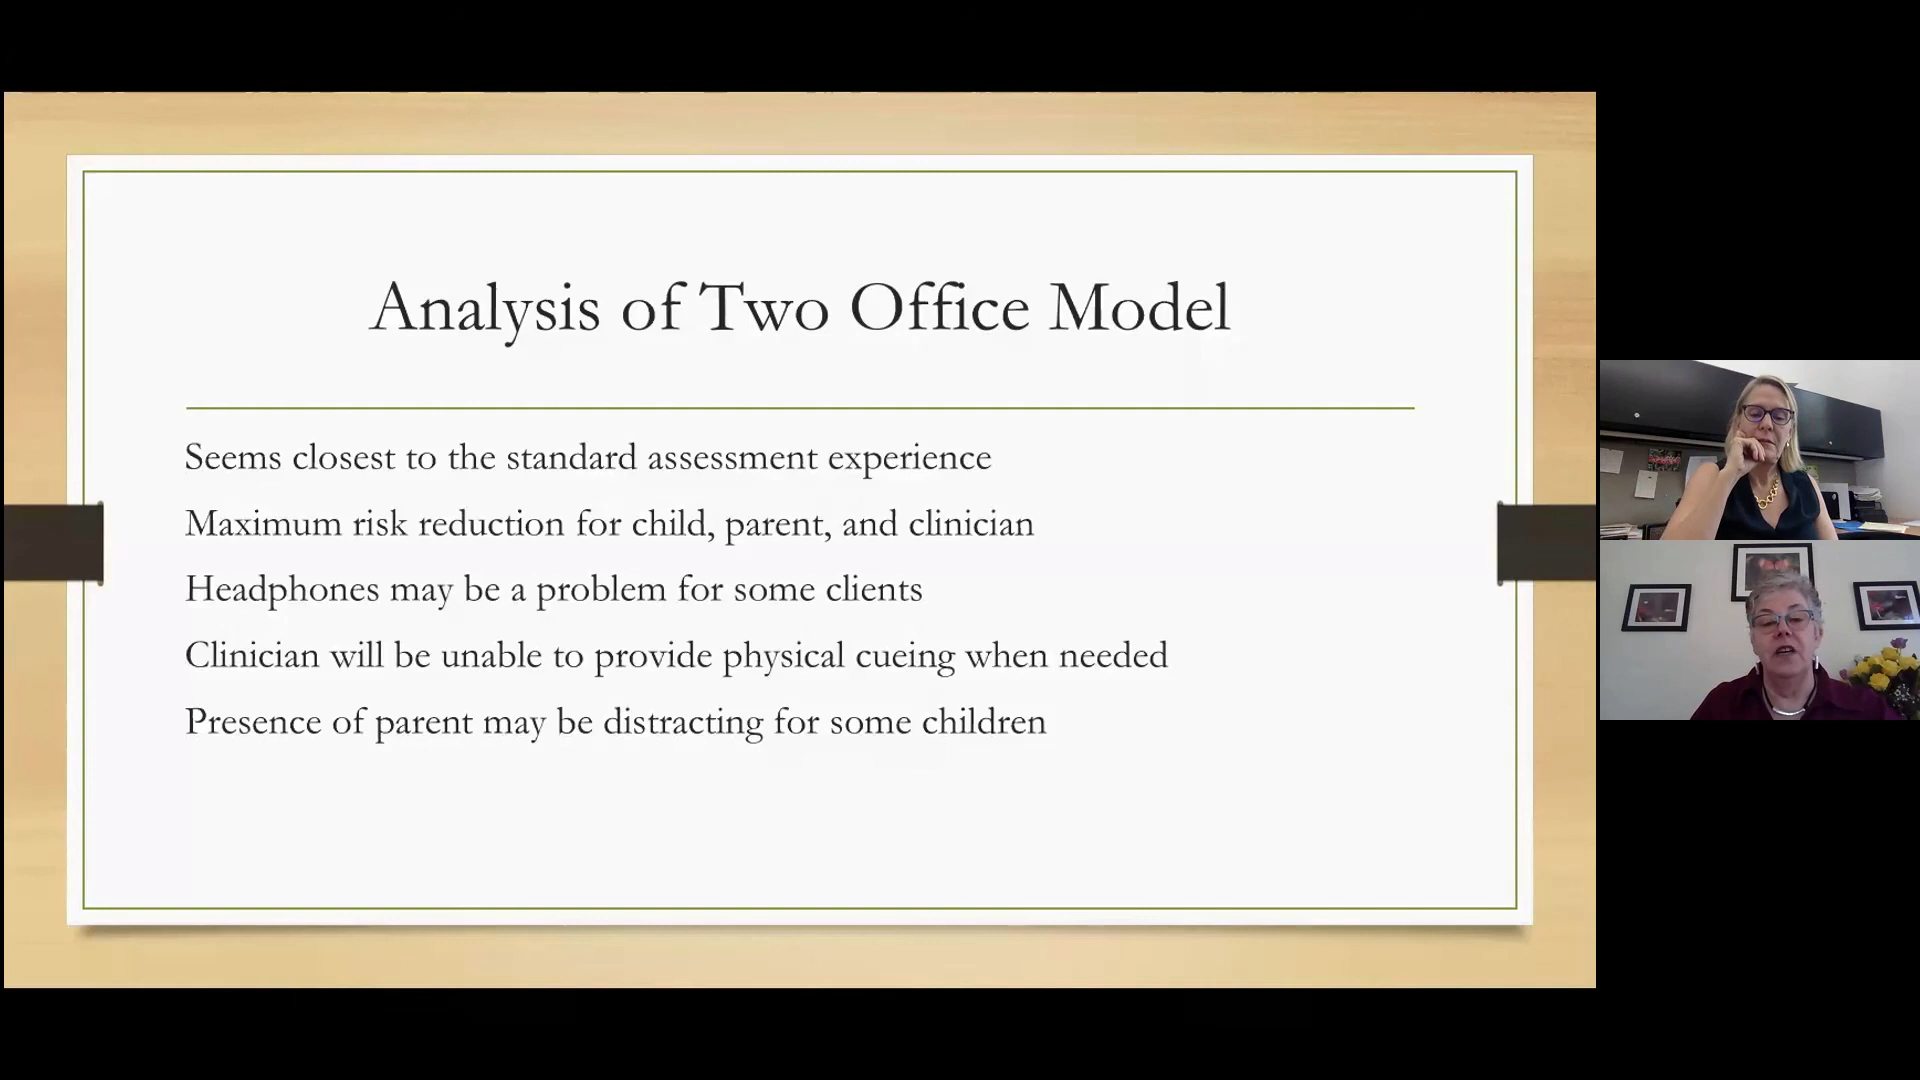 Analysis of Two Office Model
Seems closest to the standard assessment experience
Maximum risk reduction for child, parent, and clinician
Headphones may be a problem for some clients
Clinician will be unable to provide physical cueing when needed
Presence of parent may be distracting for some children